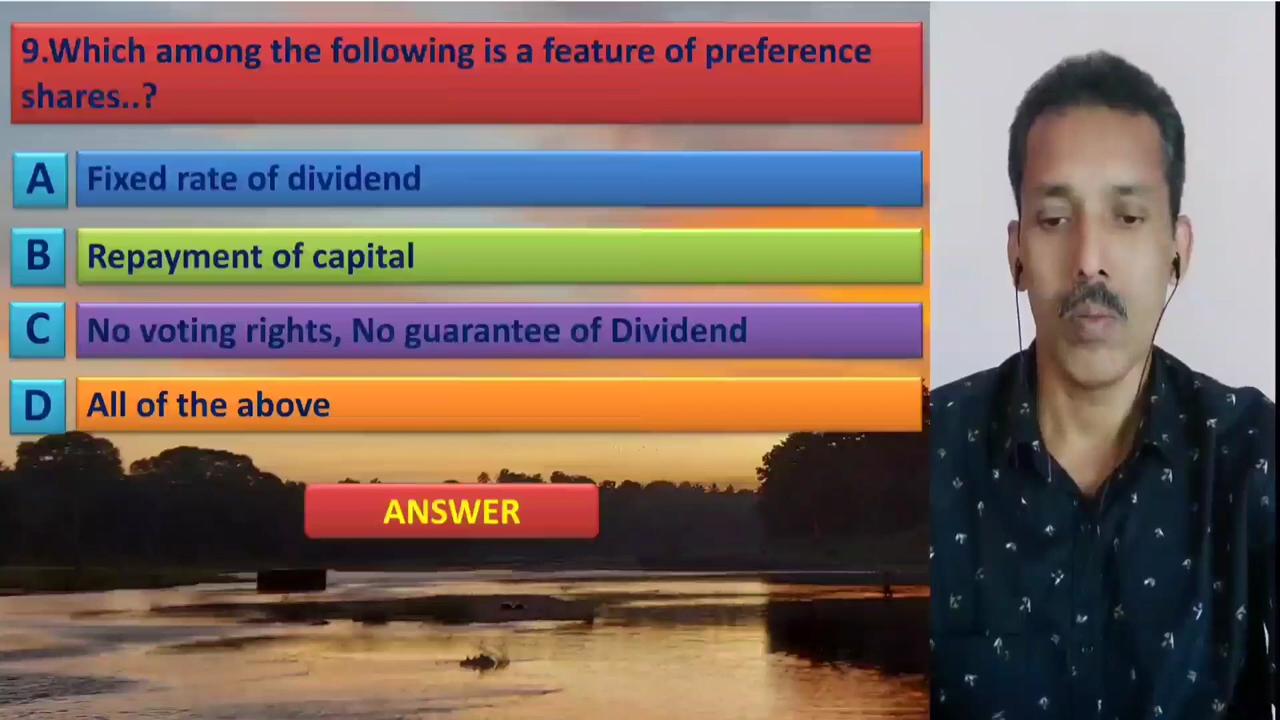 9.Which among the following is a feature of preference
shares..?
A Fixed rate of dividend
B Repayment of capital
C No voting rights, No guarantee of Dividend
D All of the above
ANSWER